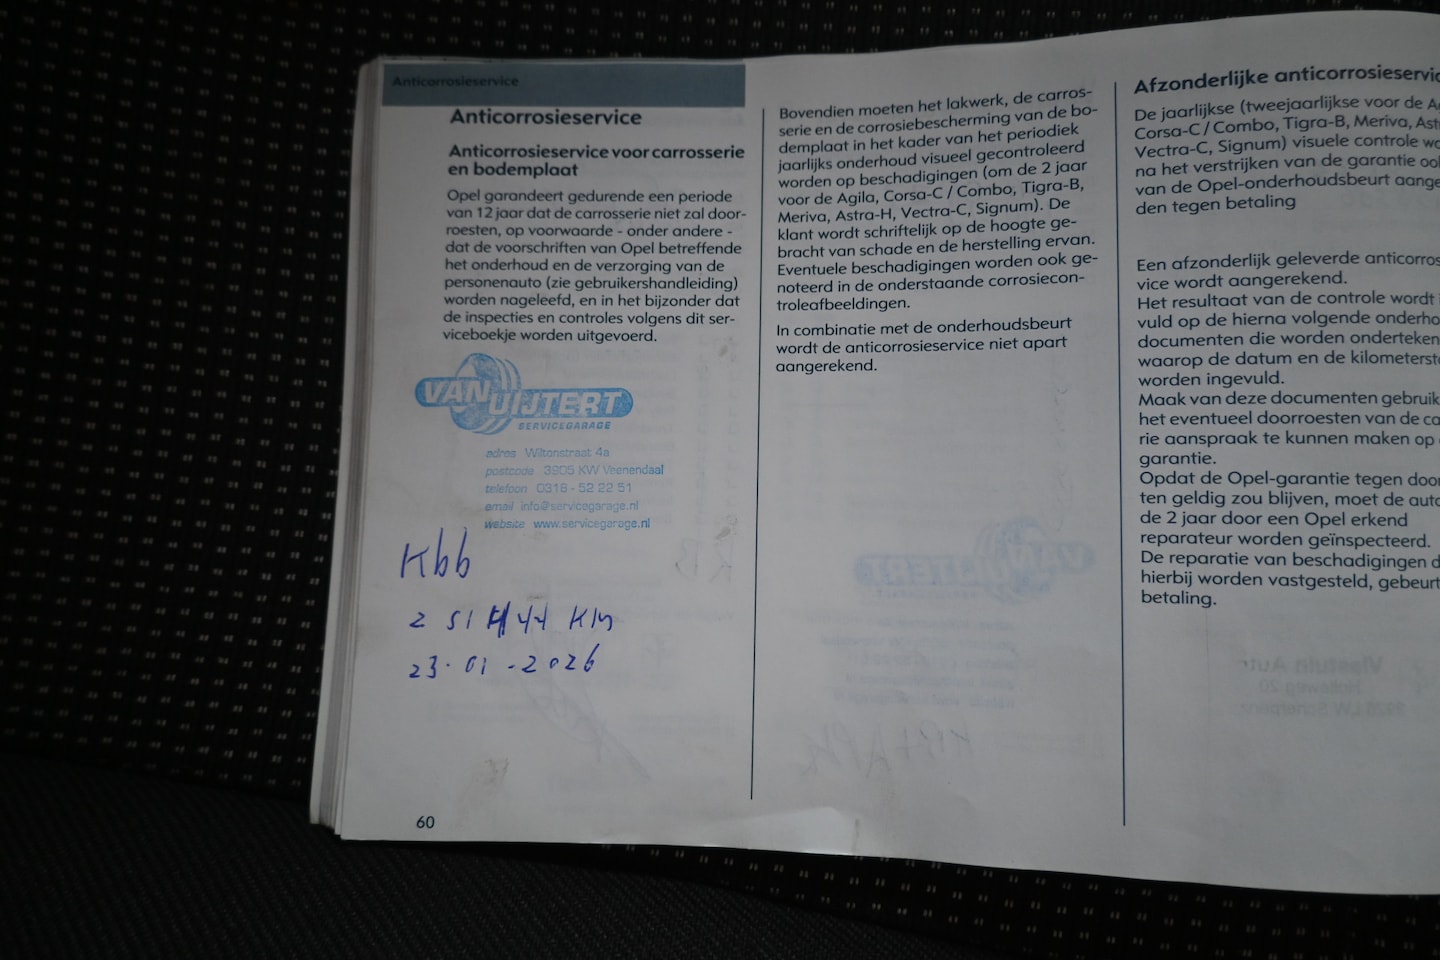 Anticorrosieservice
Anticorrosieservice
Anticorrosieservice voor carrosserie
en bodemplaat
Opel garandeert gedurende een periode
van 12 jaar dat de carrosserie niet zal door-
roesten, op voorwaarde - onder andere -
dat de voorschriften van Opel betreffende
het onderhoud en de verzorging van de
personenauto (zie gebruikershandleiding)
worden nageleefd, en in het bijzonder dat
de inspecties en controles volgens dit ser-
viceboekje worden uitgevoerd.
VAN
UIJTERT
SERVICEGARAGE
adres Wiltonstraat 4a
postcode 3905 KW Veenendaal
telefoon 0318 - 52 22 51
email info@servicegarage.nl
website www.servicegarage.nl
Kbb
23-01-2026
60
Bovendien moeten het lakwerk, de carros-
serie en de corrosiebescherming van de bo-
demplaat in het kader van het periodiek
jaarlijks onderhoud visueel gecontroleerd
worden op beschadigingen (om de 2 jaar
voor de Agila, Corsa-C / Combo, Tigra-B,
Meriva, Astra-H, Vectra-C, Signum). De
klant wordt schriftelijk op de hoogte ge-
bracht van schade en de herstelling ervan.
Eventuele beschadigingen worden ook ge-
noteerd in de onderstaande corrosiecon-
troleafbeeldingen.
In combinatie met de onderhoudsbeurt
wordt de anticorrosieservice niet apart
aangerekend.
Afzonderlijke anticorrosieservic
De jaarlijkse (tweejaarlijkse voor de A
Corsa-C / Combo, Tigra-B, Meriva, Ast
Vectra-C, Signum) visuele controle wo
na het verstrijken van de garantie ook
van de Opel-onderhoudsbeurt aange
den tegen betaling
Een afzonderlijk geleverde anticorros
vice wordt aangerekend.
Het resultaat van de controle wordt
vuld op de hierna volgende onderho
documenten die worden onderteken
waarop de datum en de kilometerst
worden ingevuld.
Maak van deze documenten gebruik
het eventueel doorroesten van de ca
rie aanspraak te kunnen maken op
garantie.
Opdat de Opel-garantie tegen door
ten geldig zou blijven, moet de auto
de 2 jaar door een Opel erkend
reparateur worden geïnspecteerd.
De reparatie van beschadigingen d
hierbij worden vastgesteld, gebeurt
betaling.